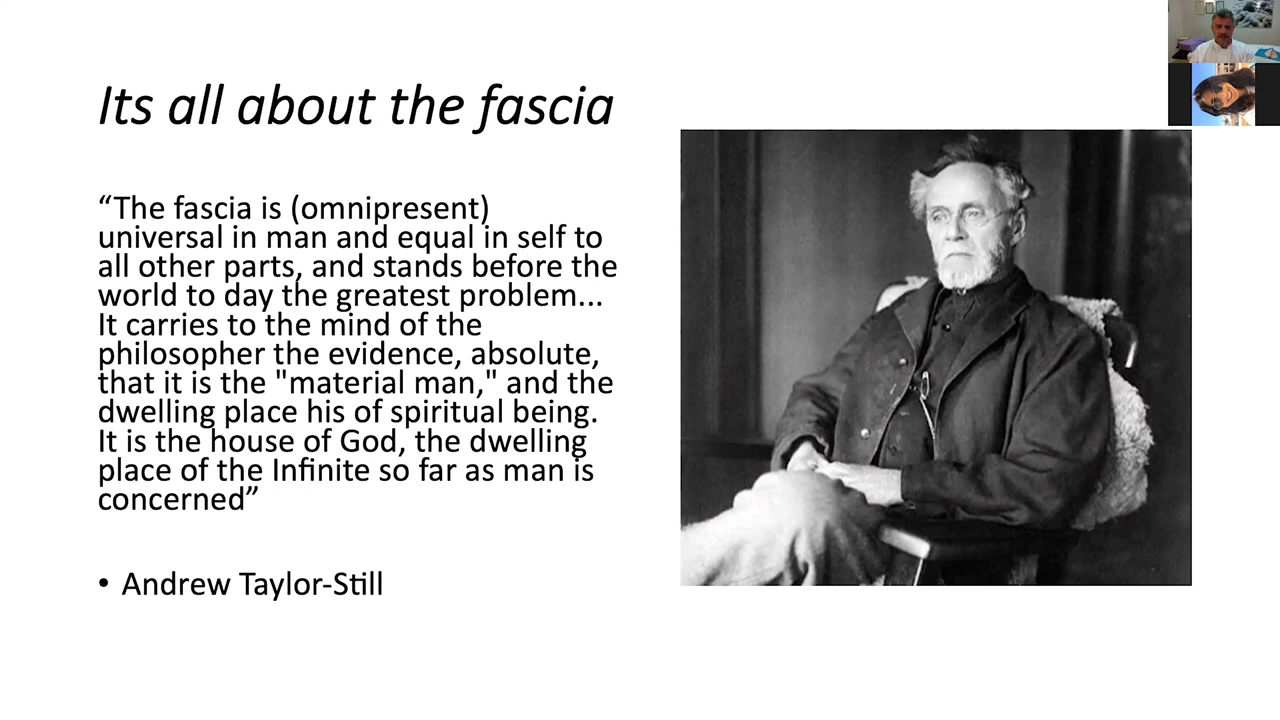 Its all about the fascia
“The fascia is (omnipresent)
universal in man and equal in self to
all other parts, and stands before the
world to day the greatest problem...
It carries to the mind of the
philosopher the evidence, absolute,
that it is the "material man," and the
dwelling place his of spiritual being.
It is the house of God, the dwelling
place of the Infinite so far as man is
concerned”
• Andrew Taylor-Still